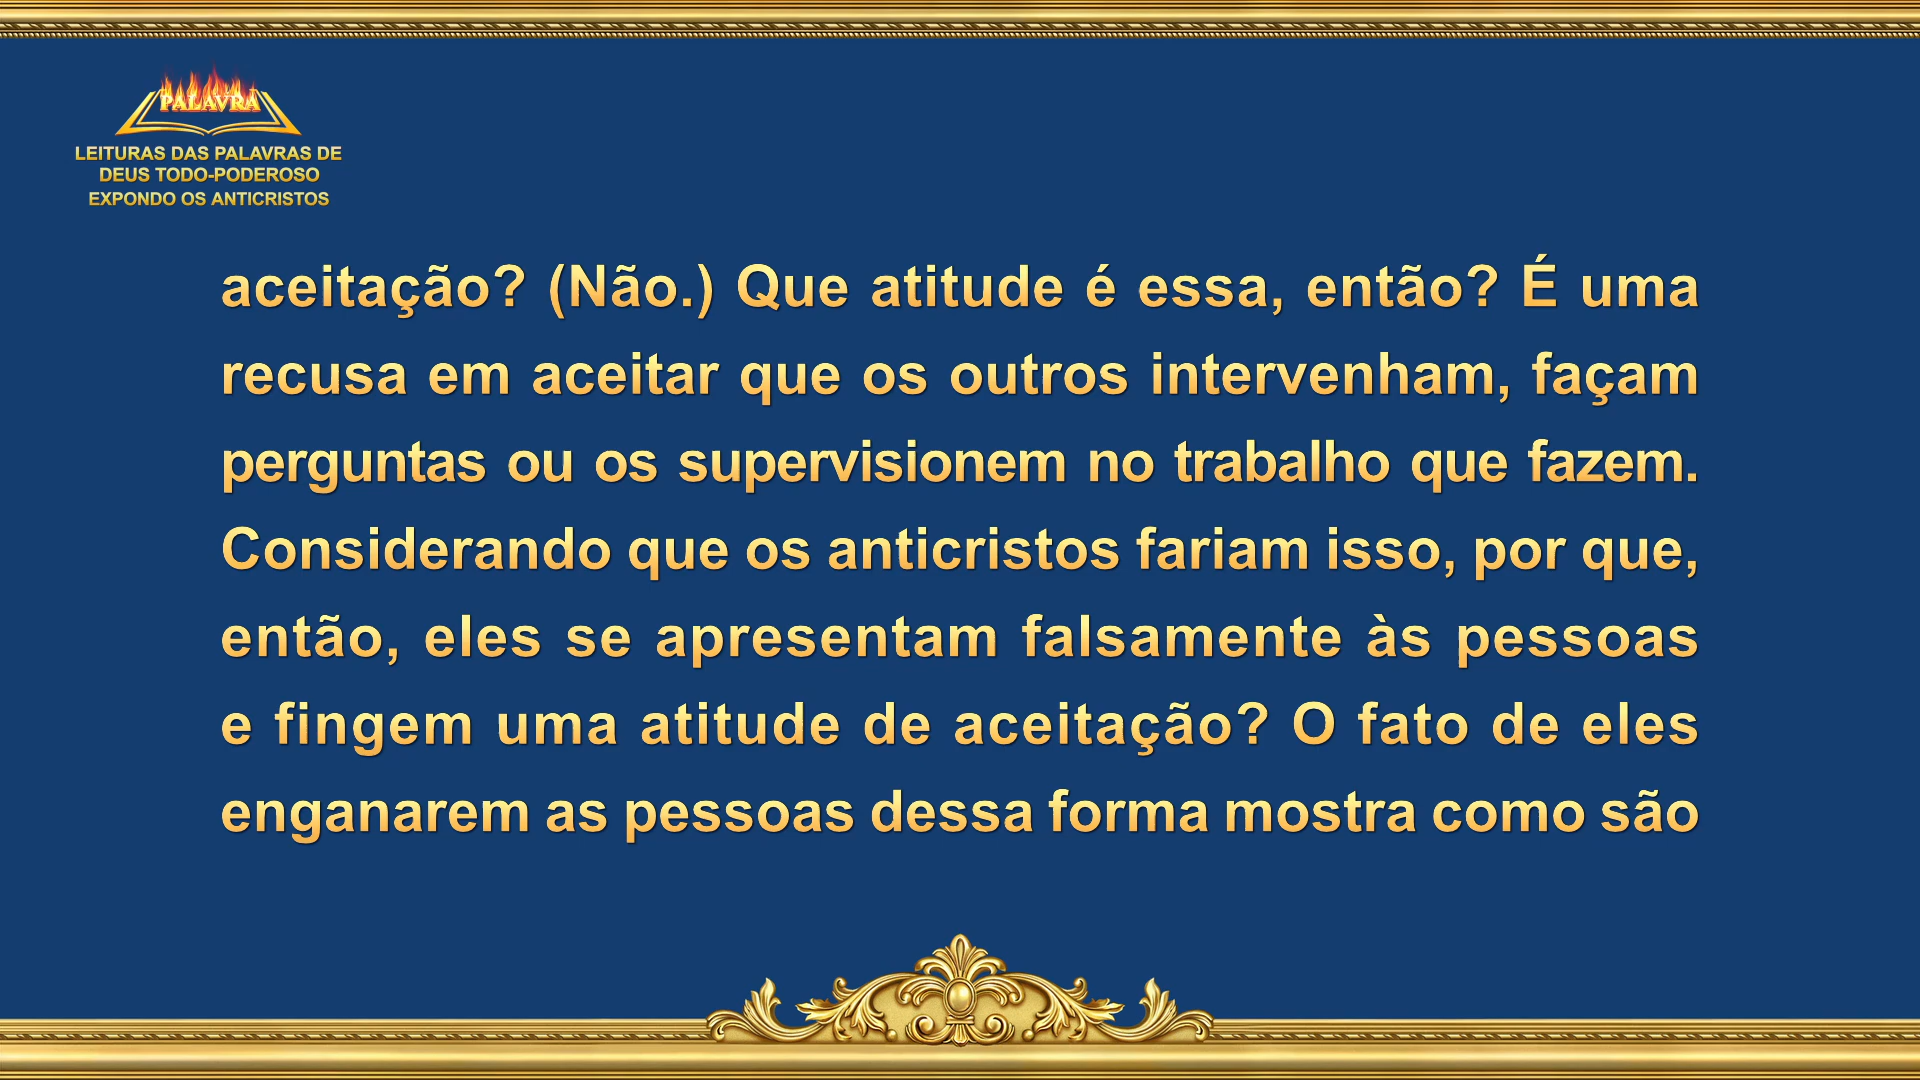 PALAVRA
LEITURAS DAS PALAVRAS DE
DEUS TODO-PODEROSO
EXPONDO OS ANTICRISTOS
aceitação? (Não.) Que atitude é essa, então? É uma
recusa em aceitar que os outros intervenham, façam
perguntas ou os supervisionem no trabalho que fazem.
Considerando que os anticristos fariam isso, por que,
então, eles se apresentam falsamente às pessoas
e fingem uma atitude de aceitação? O fato de eles
enganarem as pessoas dessa forma mostra como são